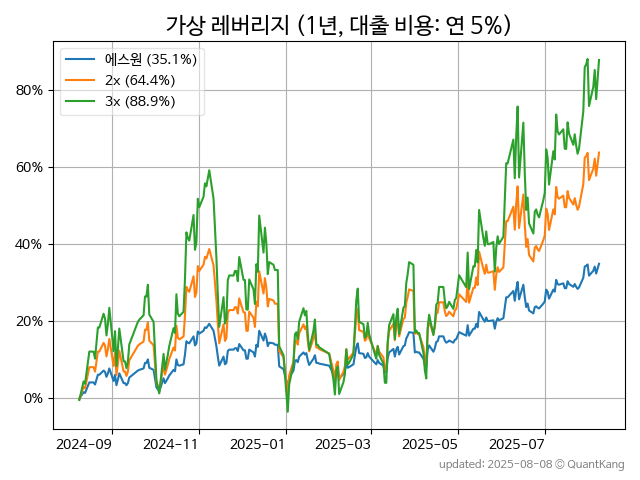 가상 레버리지 (1년, 대출 비용: 연 5%)
에스원 (35.1%)
2x (64.4%)
3x (88.9%)
80%
60%
40%
20%
0%
2024-09 2024-11 2025-01 2025-03 2025-05 2025-07
updated: 2025-08-08 © QuantKang